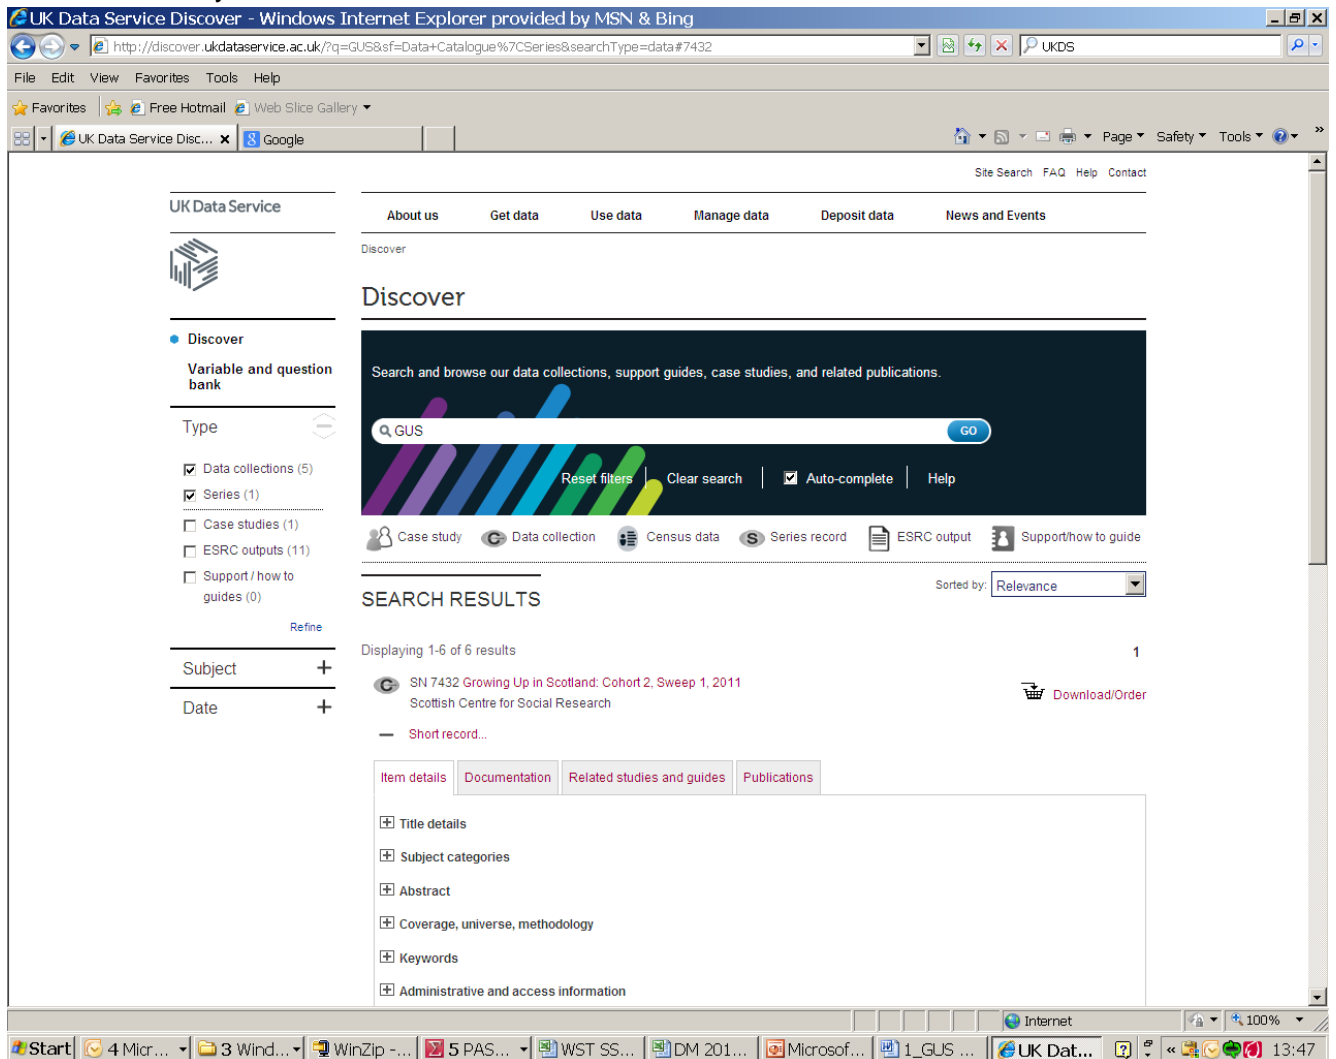 UK Data Service Discover - Windows Internet Explorer provided by MSN & Bing
http://discover.ukdataservice.ac.uk/?q=GUS&sf=Data+Catalogue%7CSeries&searchType=data#7432
UKDS
File Edit View Favorites Tools Help
Favorites Free Hotmail Web Slice Gallery
UK Data Service Disc... Google Page Safety Tools »
Site Search FAQ Help Contact
UK Data Service
About us Get data Use data Manage data Deposit data News and Events
Discover
Discover
Discover
Variable and question
bank
Type
Data collections (5)
Series (1)
Case studies (1)
ESRC outputs (11)
Support / how to
guides (0)
Refine
Subject +
Date +
Search and browse our data collections, support guides, case studies, and related publications.
GUS GO
Reset filters Clear search Auto-complete Help
Case study Data collection Census data Series record ESRC output Support/how to guide
Sorted by: Relevance
SEARCH RESULTS
Displaying 1-6 of 6 results 1
SN 7432 Growing Up in Scotland: Cohort 2, Sweep 1, 2011
Scottish Centre for Social Research
Download/Order
Short record...
Item details Documentation Related studies and guides Publications
Title details
Subject categories
Abstract
Coverage, universe, methodology
Keywords
Administrative and access information
Internet 100%
Start 4 Micr... 3 Wind... WinZip -... 5 PAS... WST SS... DM 201... Microsof... 1_GUS ... UK Dat... « 13:47